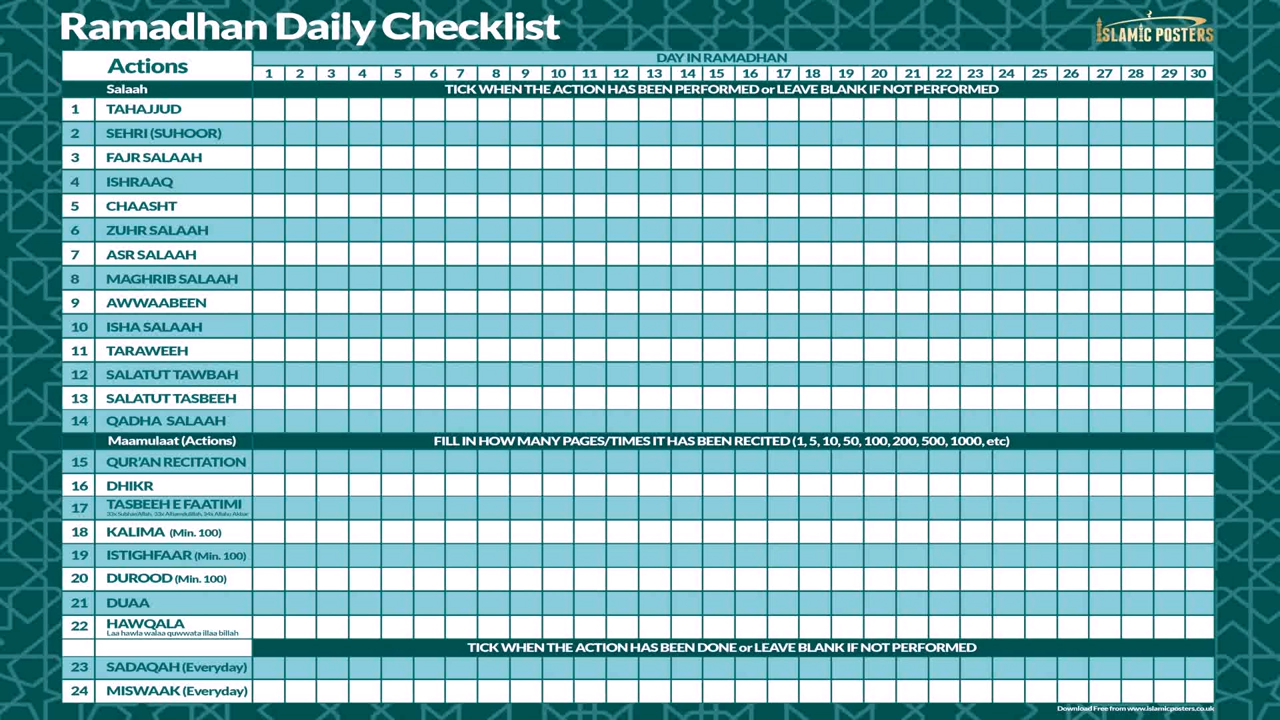 Ramadhan Daily Checklist
ISLAMIC POSTERS
Actions
DAY IN RAMADHAN
1 2 3 4 5 6 7 8 9 10 11 12 13 14 15 16 17 18 19 20 21 22 23 24 25 26 27 28 29 30
Salaah TICK WHEN THE ACTION HAS BEEN PERFORMED or LEAVE BLANK IF NOT PERFORMED
1 TAHAJJUD
2 SEHRI (SUHOOR)
3 FAJR SALAAH
4 ISHRAAQ
5 CHAASHT
6 ZUHR SALAAH
7 ASR SALAAH
8 MAGHRIB SALAAH
9 AWWAABEEN
10 ISHA SALAAH
11 TARAWEEH
12 SALATUT TAWBAH
13 SALATUT TASBEEH
14 QADHA SALAAH
Maamulaat (Actions) FILL IN HOW MANY PAGES/TIMES IT HAS BEEN RECITED (1, 5, 10, 50, 100, 200, 500, 1000, etc)
15 QUR'AN RECITATION
16 DHIKR
17 TASBEEH E FAATIMI
33x SubhanAllah, 33x Alhamdulillah, 34x Allahu Akbar
18 KALIMA (Min. 100)
19 ISTIGHFAAR (Min. 100)
20 DUROOD (Min. 100)
21 DUAA
22 HAWQALA
Laa hawla walaa quwwata illaa billah
TICK WHEN THE ACTION HAS BEEN DONE or LEAVE BLANK IF NOT PERFORMED
23 SADAQAH (Everyday)
24 MISWAAK (Everyday)
Download Free from www.islamicposters.co.uk